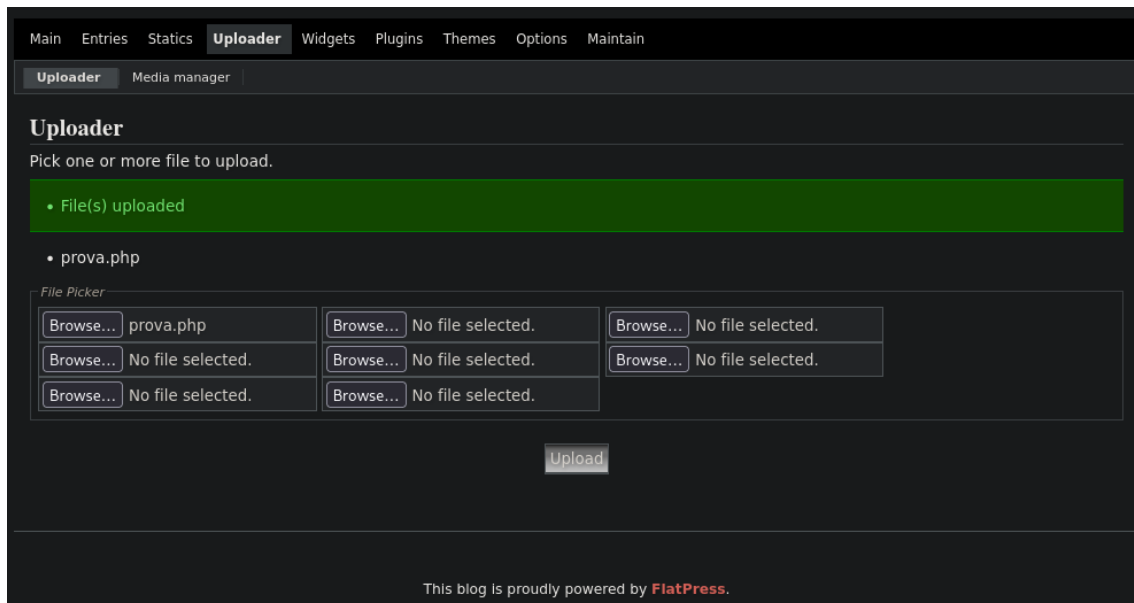 Main Entries Statics Uploader Widgets Plugins Themes Options Maintain
Uploader Media manager
Uploader
Pick one or more file to upload.
• File(s) uploaded
• prova.php
File Picker
Browse... prova.php Browse... No file selected. Browse... No file selected.
Browse... No file selected. Browse... No file selected. Browse... No file selected.
Browse... No file selected. Browse... No file selected.
Upload
This blog is proudly powered by FlatPress.